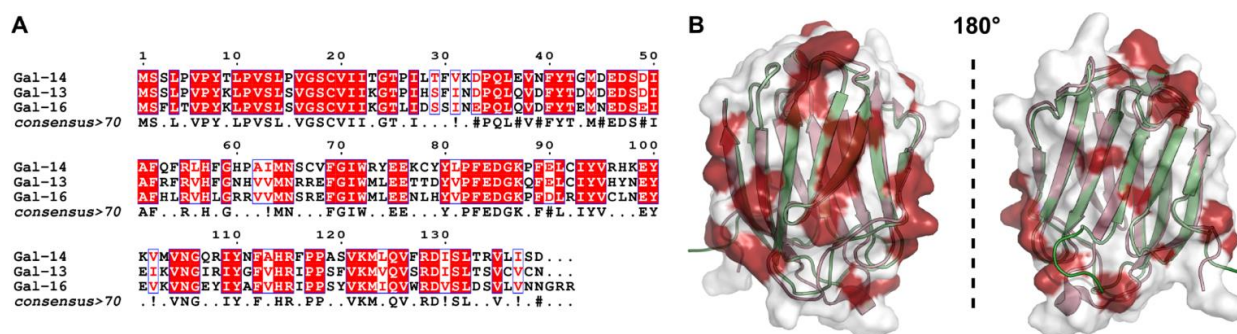 A
1 10 20 30 40 50
Gal-14 MSSLPVPYTLPVSLPVGSCVIITGTPILTFVKDPQLEVNFYTGMDEDSDI
Gal-13 MSSLPVPYKLPVSLSVGSCVIIKGTPIHSFINDPQLQVDFYTDMDEDSDI
Gal-16 MSFLTVPYKLPVSLSVGSCVIIKGTLIDSSINEPQLQVDFYTEMNEDSEI
consensus>70 MS.L.VPY.LPVSL.VGSCVII.GT.I...!.#PQL#V#FYT.M#EDS#I
60 70 80 90 100
Gal-14 AFQFRLHFGHPAIMNSCVFGIWRYEEKCYYLPFEDGKPFELCIYVRHKEY
Gal-13 AFRFRVHFGNHVVMNRREFGIWMLEETTDYVPFEDGKQFELCIYVHYNEY
Gal-16 AFHLRVHLGRRVVMNSREFGIWMLEENLHYVPFEDGKPFDLRIYVCLNEY
consensus>70 AF..R.H.G...!MN...FGIW..EE...Y.PFEDGK.F#L.IYV...EY
110 120 130
Gal-14 KVMVNGQRIYNFAHRFPPASVKMLQVFRDISLTRVLISD...
Gal-13 EIKVNGIRIYGFVHRIPPSFVKMVQVSRDISLTSVCVCN...
Gal-16 EVKVNGEYIYAFVHRIPPSYVKMIQVWRDVSLDSVLVNNGRR
consensus>70 .!.VNG..IY.F.HR.PP..VKM.QV.RD!SL..V.!.#...
B
180°